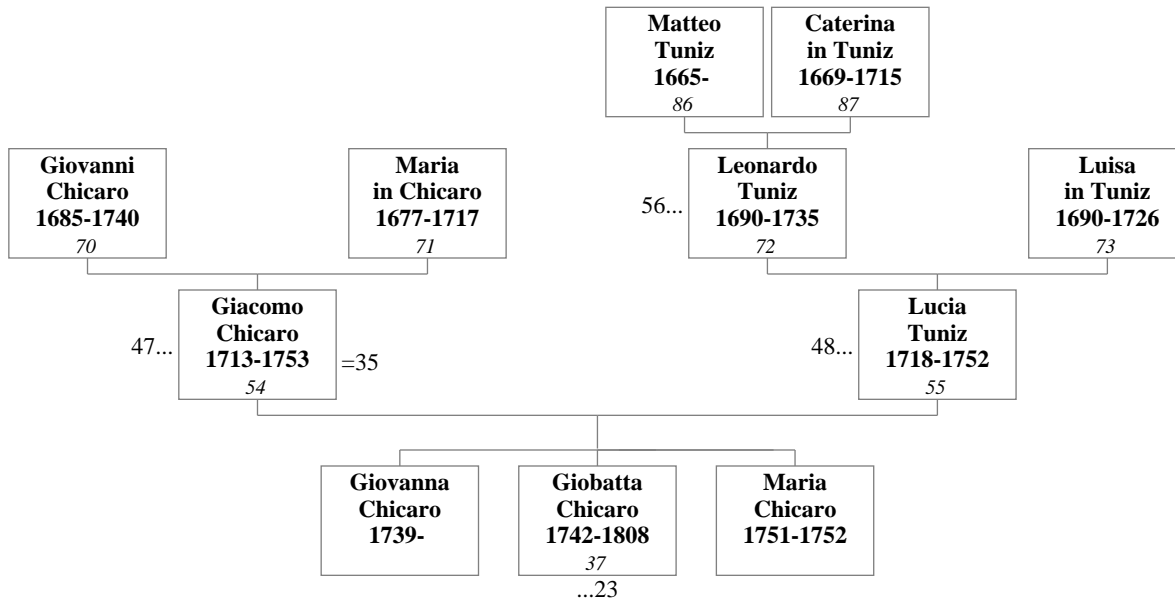 Matteo
Tuniz
1665-
86
Caterina
in Tuniz
1669-1715
87
Giovanni
Chicaro
1685-1740
70
Maria
in Chicaro
1677-1717
71
56...
Leonardo
Tuniz
1690-1735
72
Luisa
in Tuniz
1690-1726
73
47...
Giacomo
Chicaro
1713-1753
54
=35
48...
Lucia
Tuniz
1718-1752
55
Giovanna
Chicaro
1739-
Giobatta
Chicaro
1742-1808
37
...23
Maria
Chicaro
1751-1752